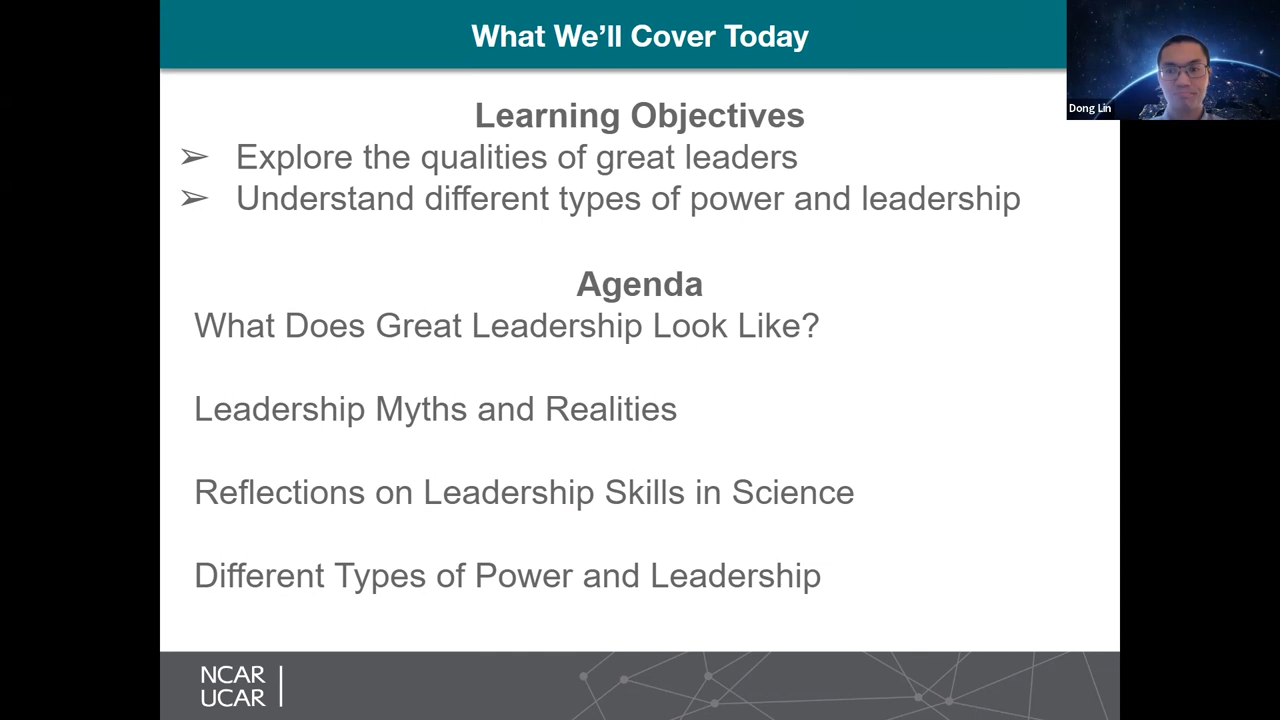 What We'll Cover Today
Dong Lin
Learning Objectives
➢ Explore the qualities of great leaders
➢ Understand different types of power and leadership
Agenda
What Does Great Leadership Look Like?
Leadership Myths and Realities
Reflections on Leadership Skills in Science
Different Types of Power and Leadership
NCAR
UCAR